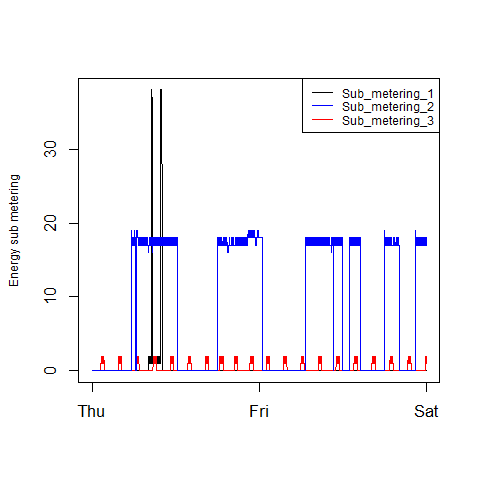 Sub_metering_1
Sub_metering_2
Sub_metering_3
Energy sub metering
30
20
10
0
Thu
Fri
Sat